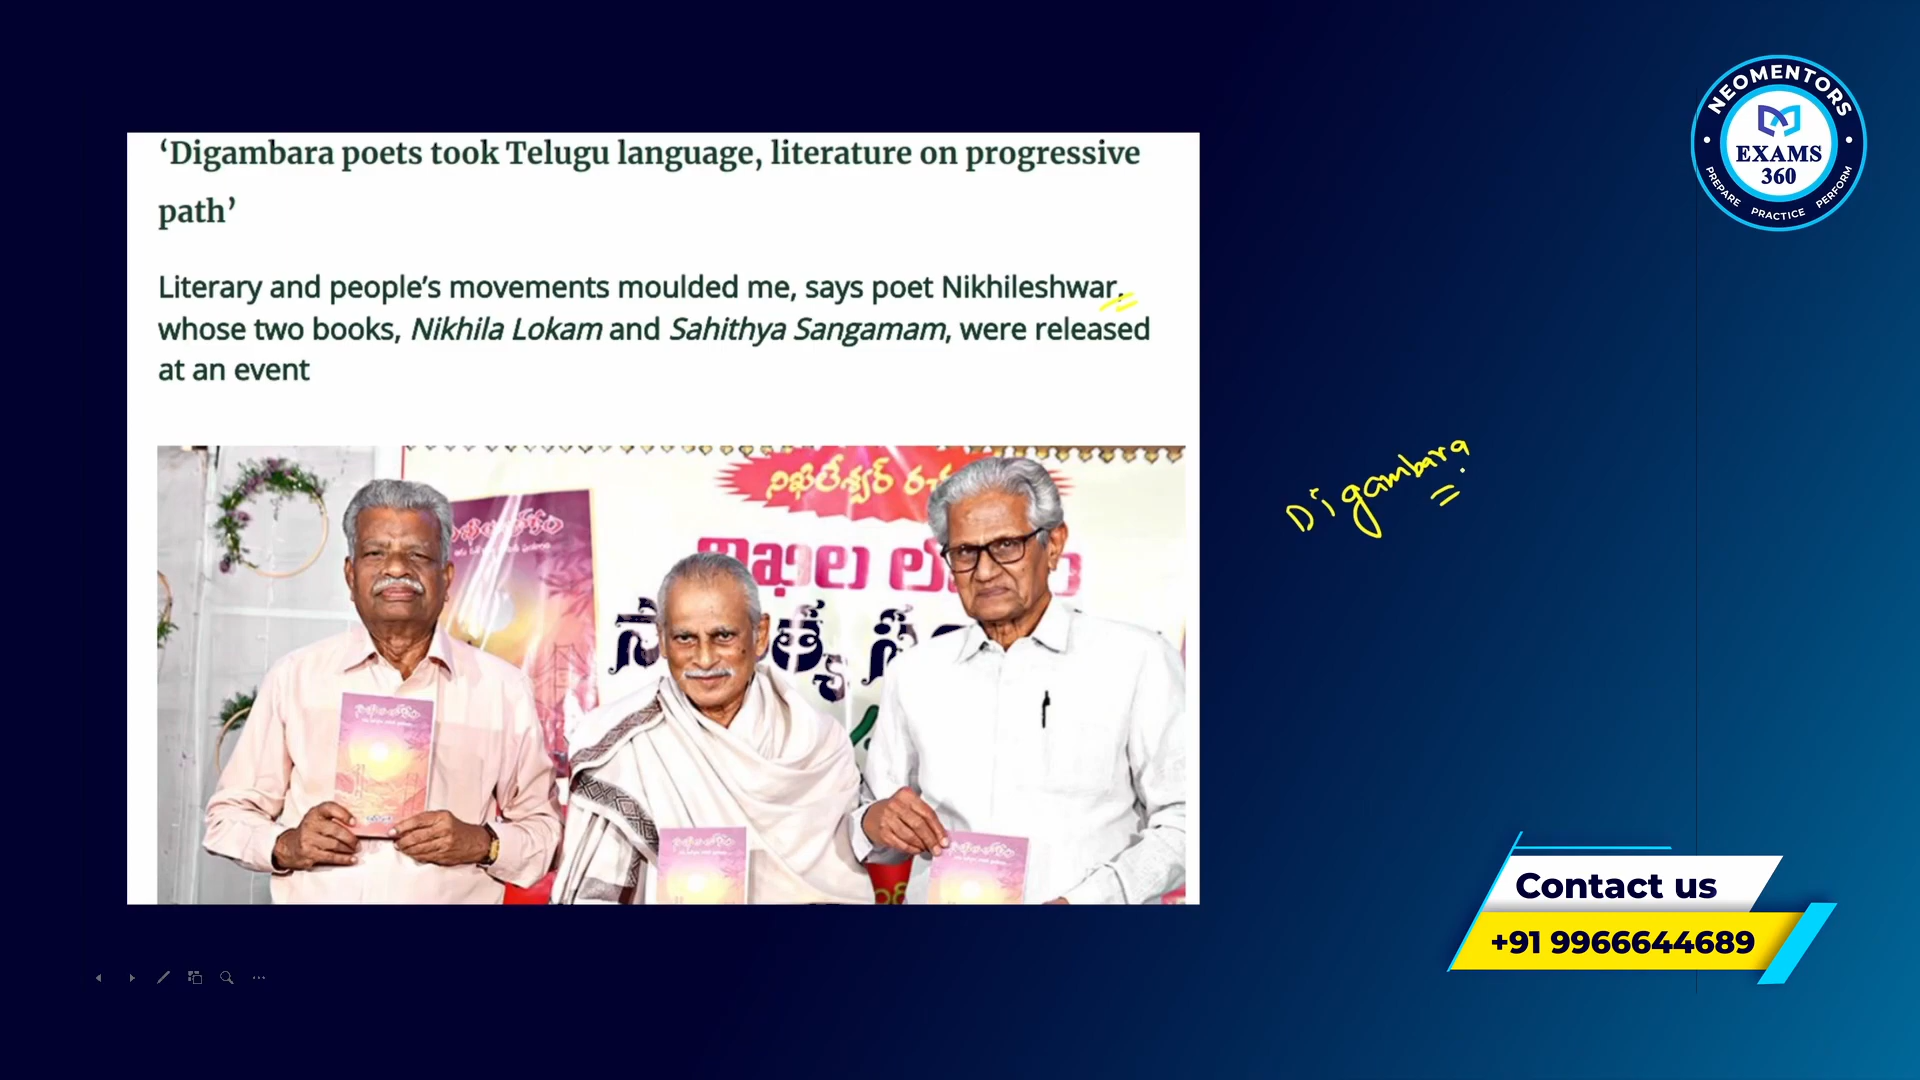 ‘Digambara poets took Telugu language, literature on progressive
path’
Literary and people’s movements moulded me, says poet Nikhileshwar,
whose two books, Nikhila Lokam and Sahithya Sangamam, were released
at an event
నిఖిలేశ్వర్
Digambara
NEOMENTORS
EXAMS
360
PREPARE PRACTICE PERFORM
Contact us
+91 9966644689